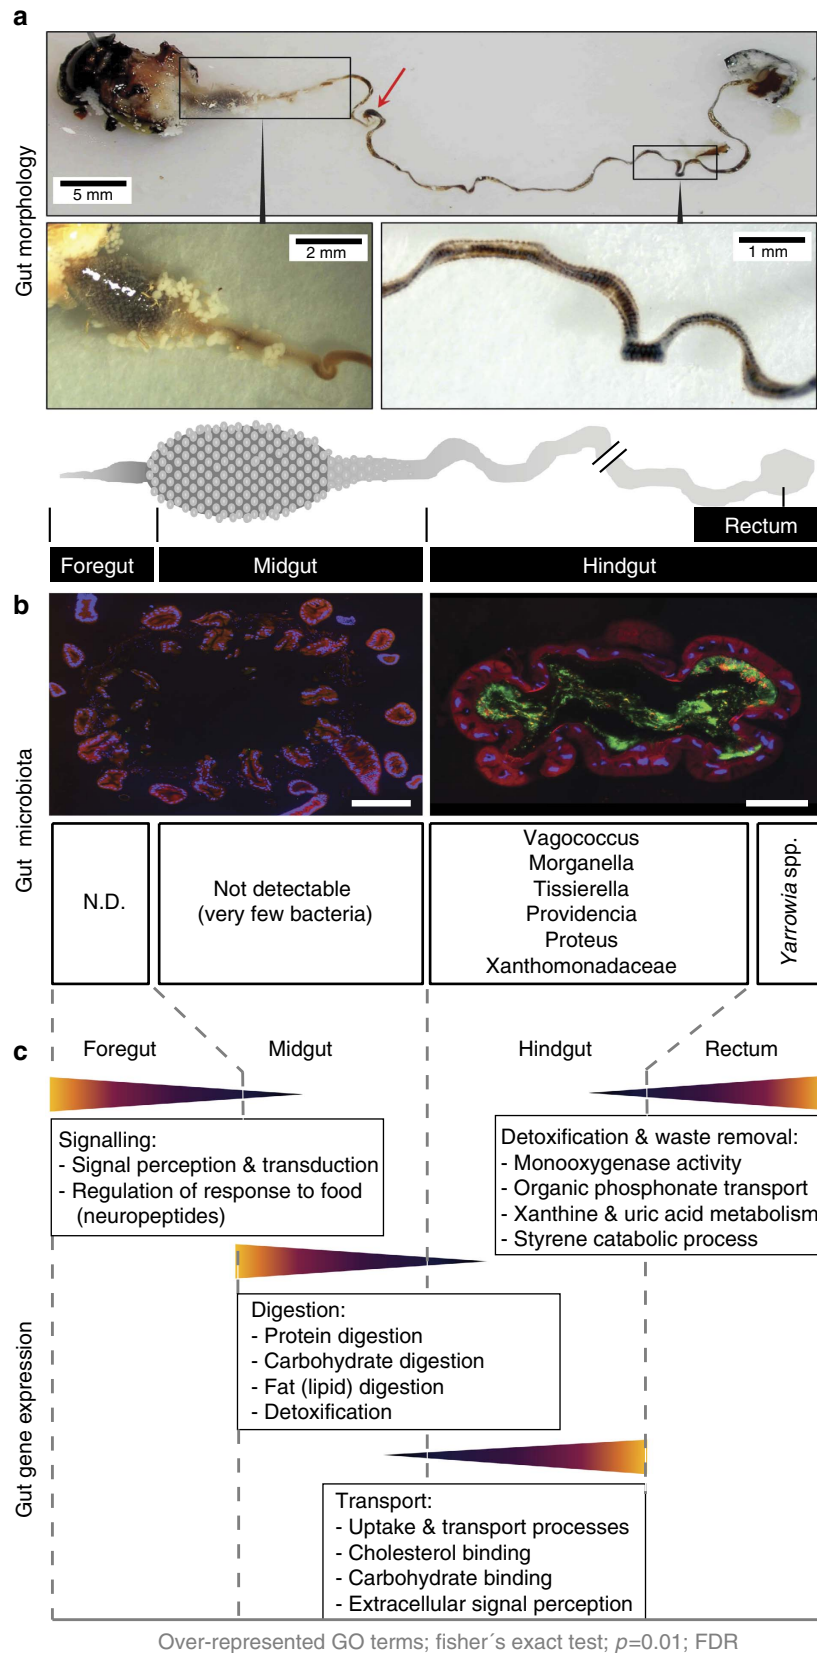 a
Gut morphology
5 mm
2 mm
1 mm
Rectum
Foregut
Midgut
Hindgut
b
Gut microbiota
N.D.
Not detectable
(very few bacteria)
Vagococcus
Morganella
Tissierella
Providencia
Proteus
Xanthomonadaceae
Yarrowia spp.
c
Gut gene expression
Foregut
Midgut
Hindgut
Rectum
Signalling:
- Signal perception & transduction
- Regulation of response to food
(neuropeptides)
Detoxification & waste removal:
- Monooxygenase activity
- Organic phosphonate transport
- Xanthine & uric acid metabolism
- Styrene catabolic process
Digestion:
- Protein digestion
- Carbohydrate digestion
- Fat (lipid) digestion
- Detoxification
Transport:
- Uptake & transport processes
- Cholesterol binding
- Carbohydrate binding
- Extracellular signal perception
Over-represented GO terms; fisher´s exact test; p=0.01; FDR